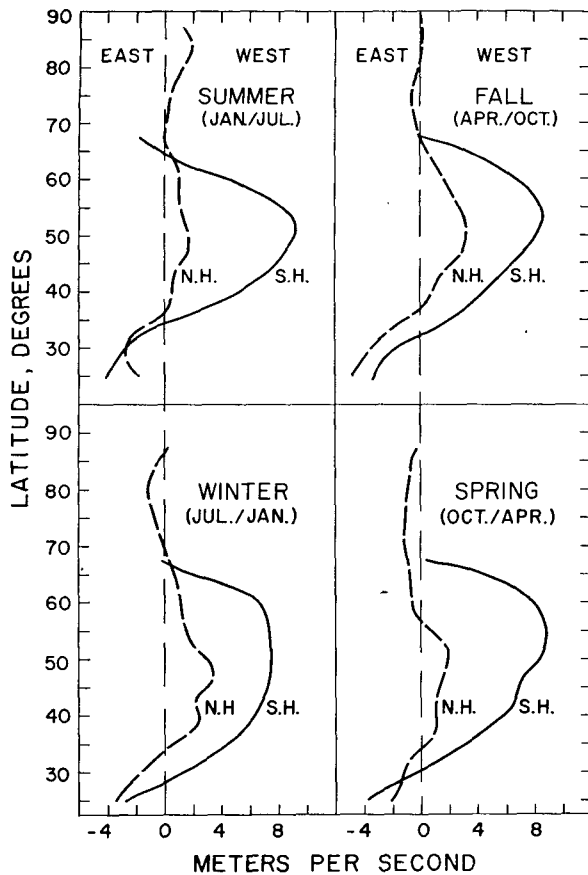 90
80
70
60
50
40
30
EAST WEST
SUMMER
(JAN./JUL.)
N.H. S.H.
EAST WEST
FALL
(APR./OCT.)
N.H. S.H.
LATITUDE, DEGREES
90
80
70
60
50
40
30
WINTER
(JUL./JAN.)
N.H S.H.
SPRING
(OCT./APR.)
N.H. S.H.
-4 0 4 8 -4 0 4 8
METERS PER SECOND